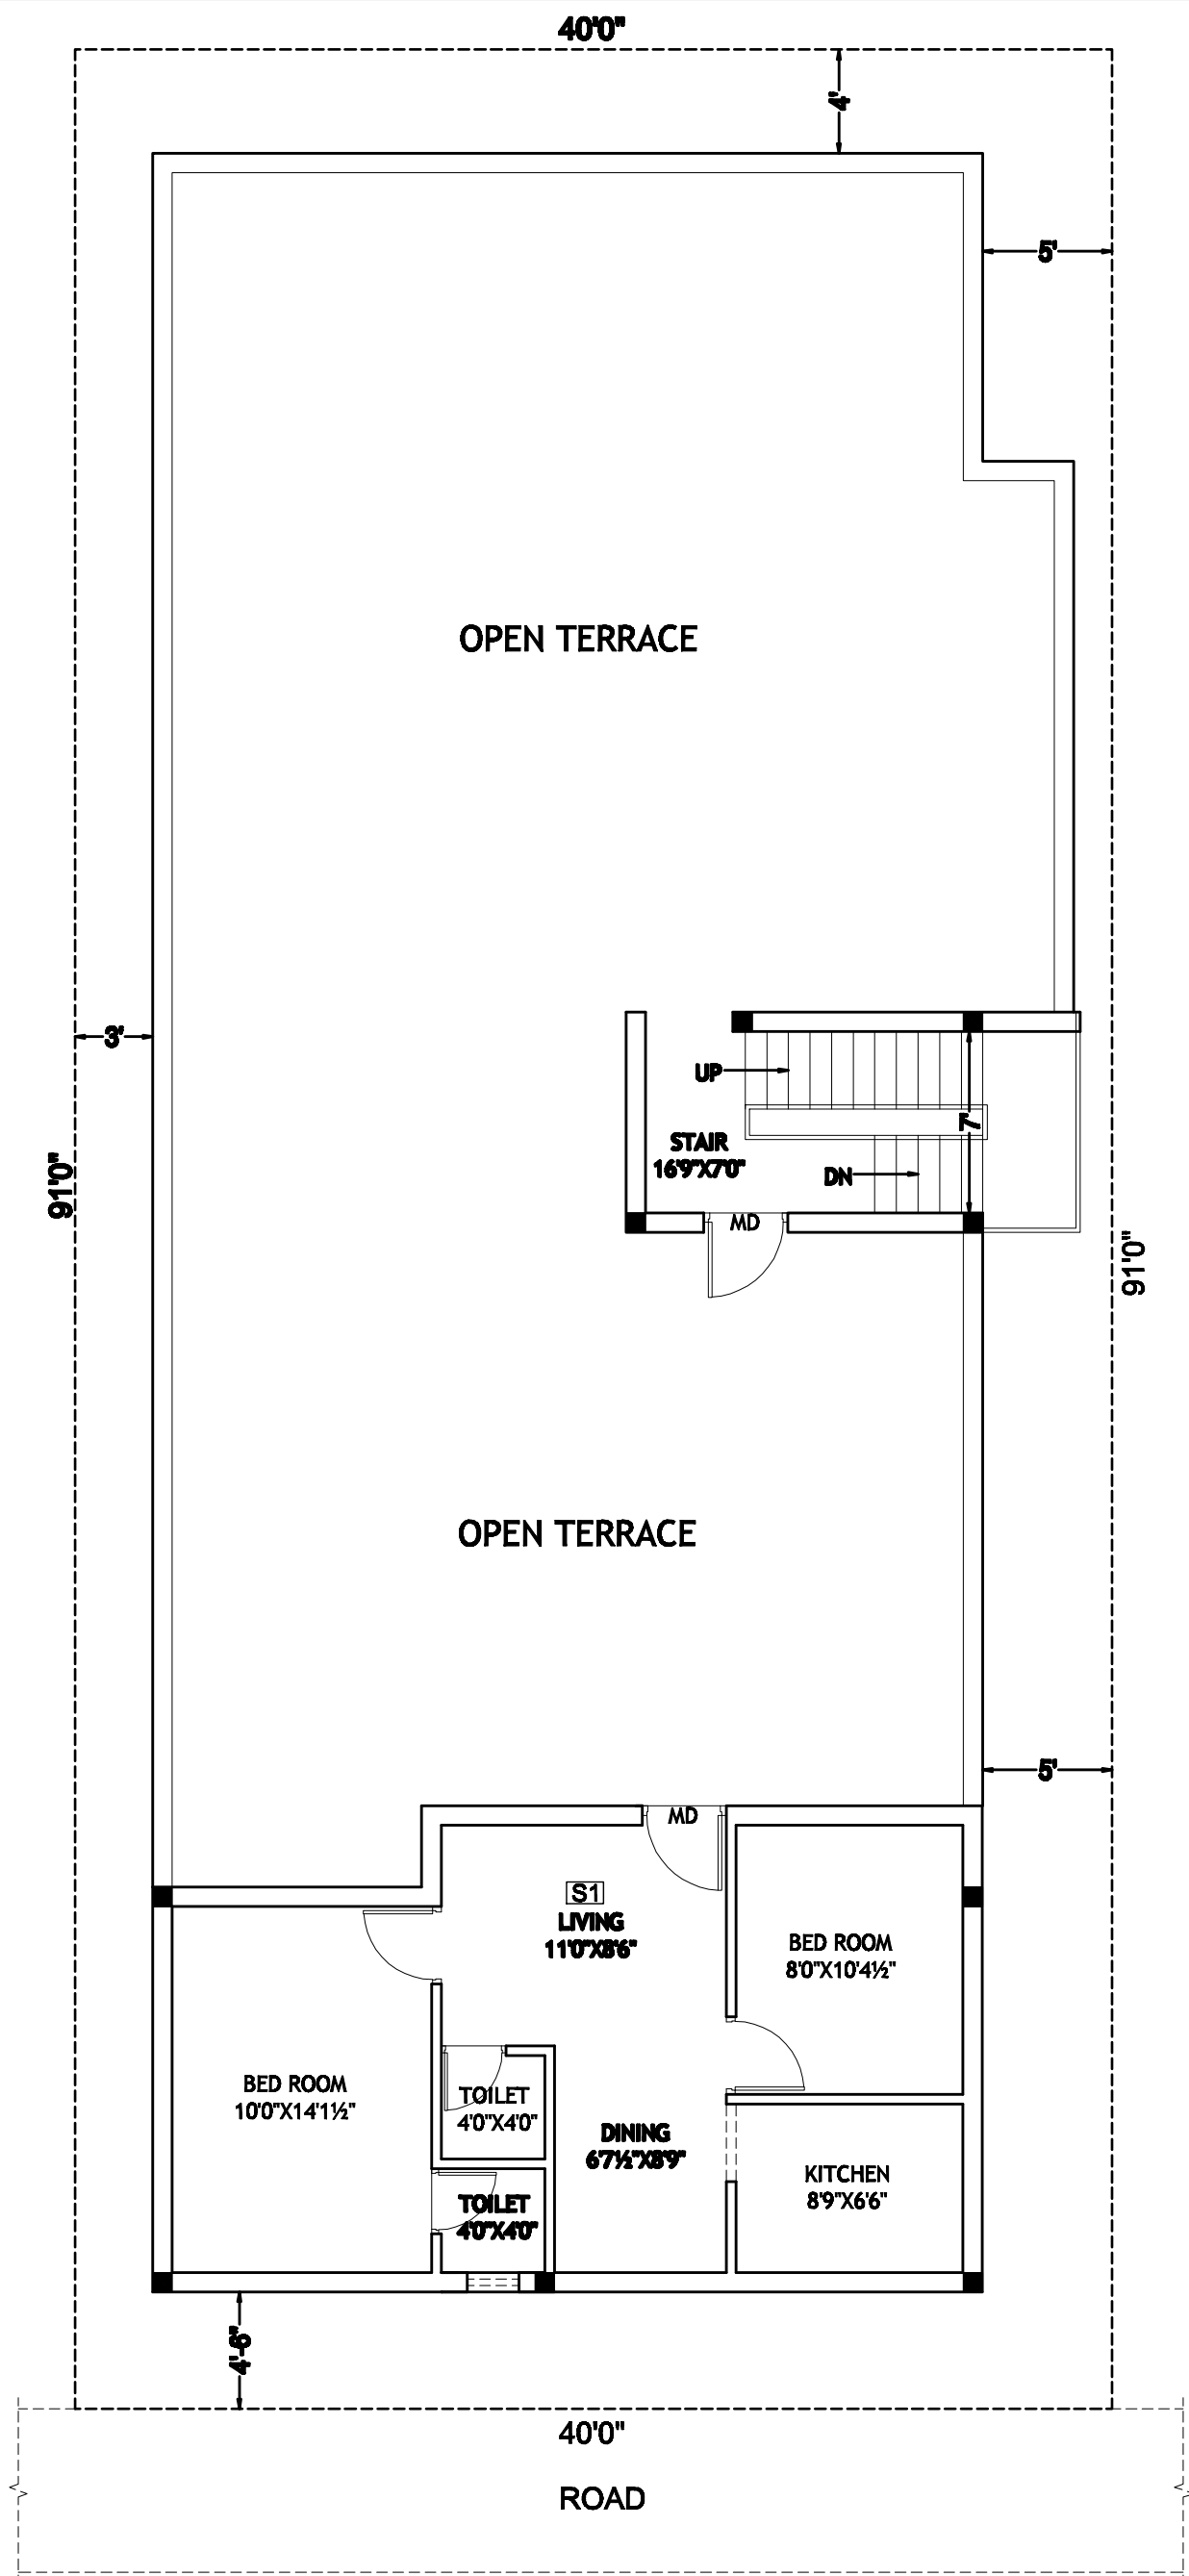 40'0"
4'
5'
OPEN TERRACE
3'
UP
7'
STAIR
16'9"X7'0"
DN
MD
91'0"
91'0"
OPEN TERRACE
5'
MD
S1
LIVING
11'0"X8'6"
BED ROOM
8'0"X10'4½"
BED ROOM
10'0"X14'1½"
TOILET
4'0"X4'0"
DINING
6'7½"X8'9"
KITCHEN
8'9"X6'6"
TOILET
4'0"X4'0"
4'-6"
40'0"
ROAD